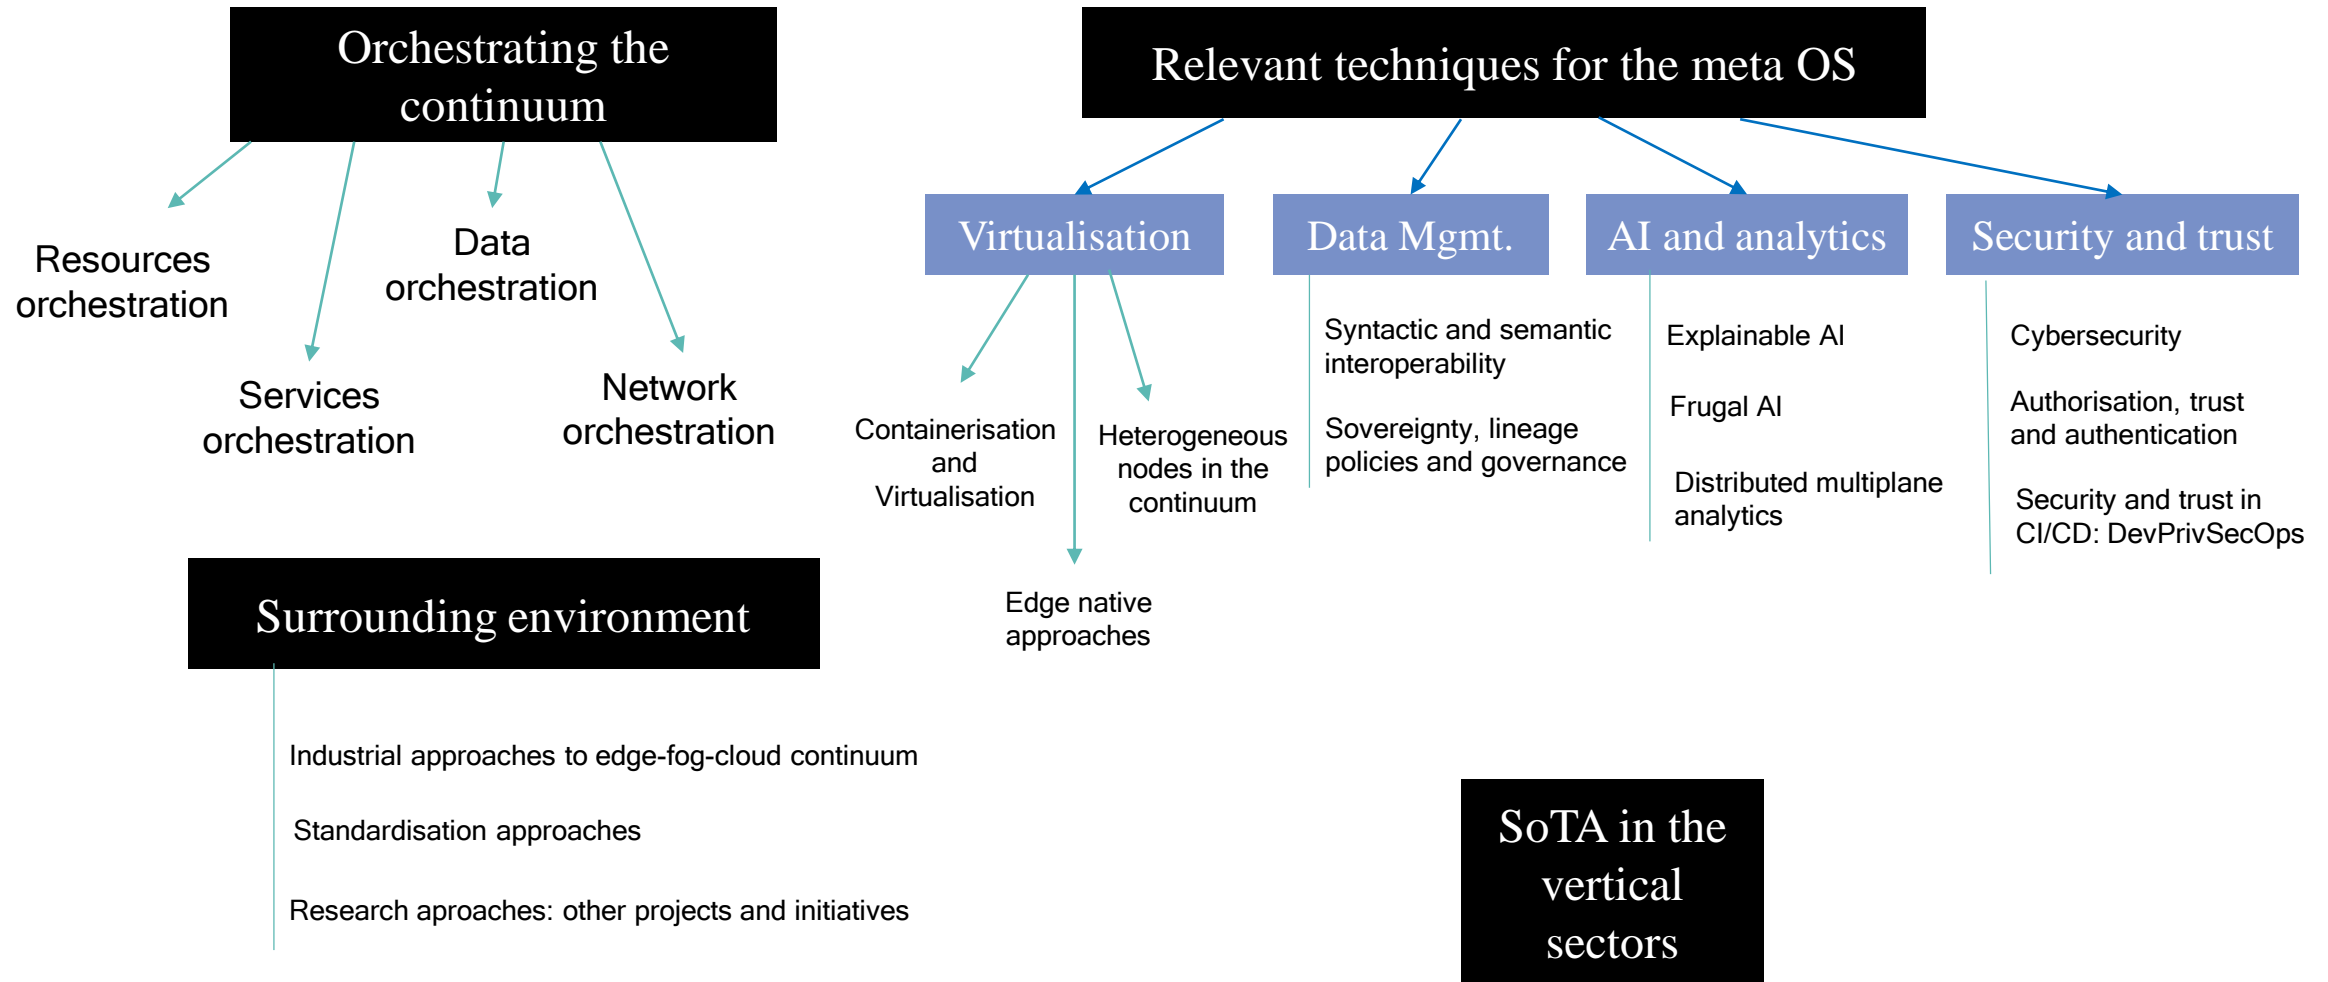 Orchestrating the
continuum
Resources
orchestration
Services
orchestration
Data
orchestration
Network
orchestration
Relevant techniques for the meta OS
Virtualisation
Containerisation
and
Virtualisation
Edge native
approaches
Heterogeneous
nodes in the
continuum
Data Mgmt.
Syntactic and semantic
interoperability
Sovereignty, lineage
policies and governance
AI and analytics
Explainable AI
Frugal AI
Distributed multiplane
analytics
Security and trust
Cybersecurity
Authorisation, trust
and authentication
Security and trust in
CI/CD: DevPrivSecOps
Surrounding environment
Industrial approaches to edge-fog-cloud continuum
Standardisation approaches
Research aproaches: other projects and initiatives
SoTA in the
vertical
sectors